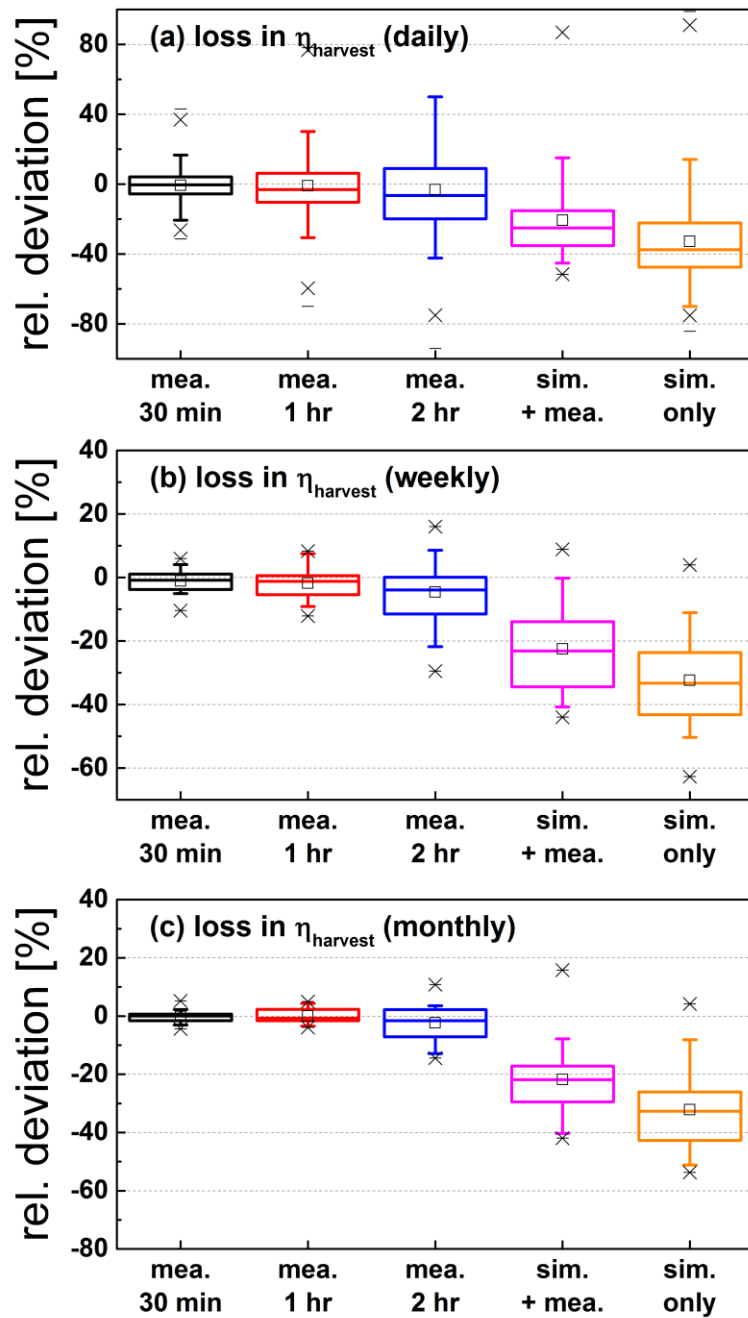 rel. deviation [%]
(a) loss in ηharvest (daily)
80
40
0
-40
-80
mea. mea. mea. sim. sim.
30 min 1 hr 2 hr + mea. only
rel. deviation [%]
(b) loss in ηharvest (weekly)
40
20
0
-20
-40
-60
mea. mea. mea. sim. sim.
30 min 1 hr 2 hr + mea. only
rel. deviation [%]
(c) loss in ηharvest (monthly)
40
20
0
-20
-40
-60
-80
mea. mea. mea. sim. sim.
30 min 1 hr 2 hr + mea. only